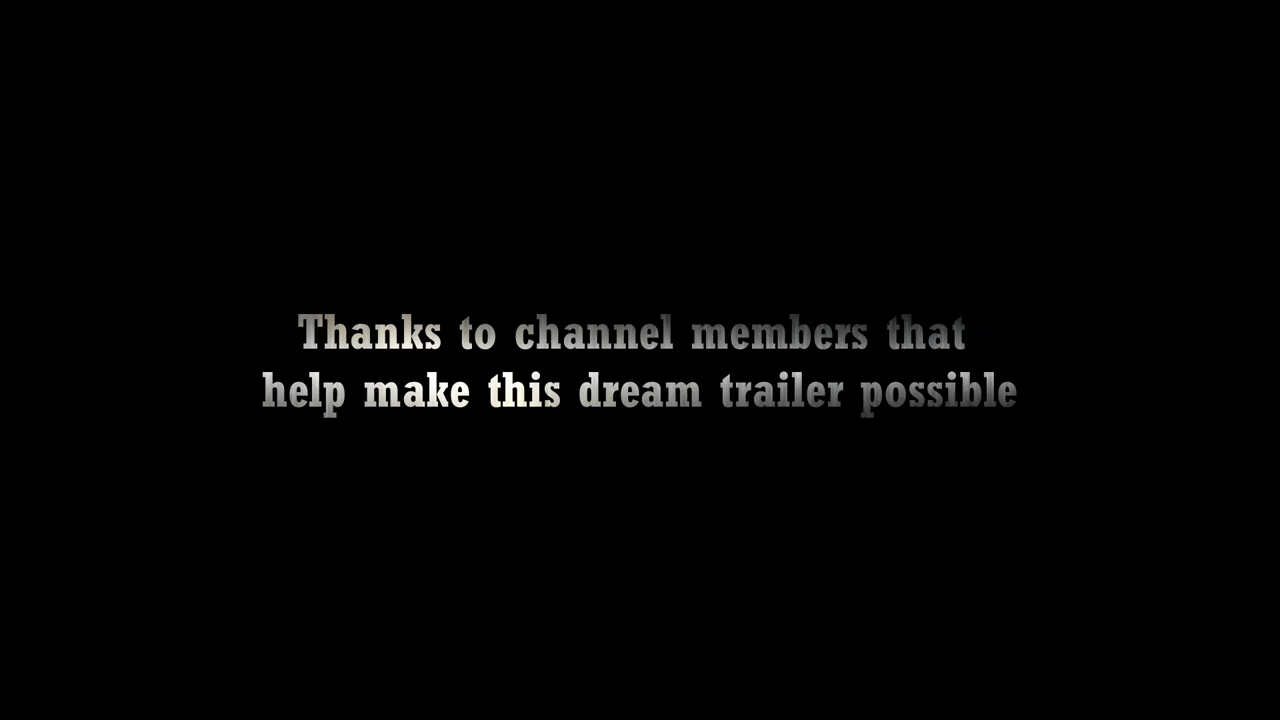 Thanks to channel members that
help make this dream trailer possible